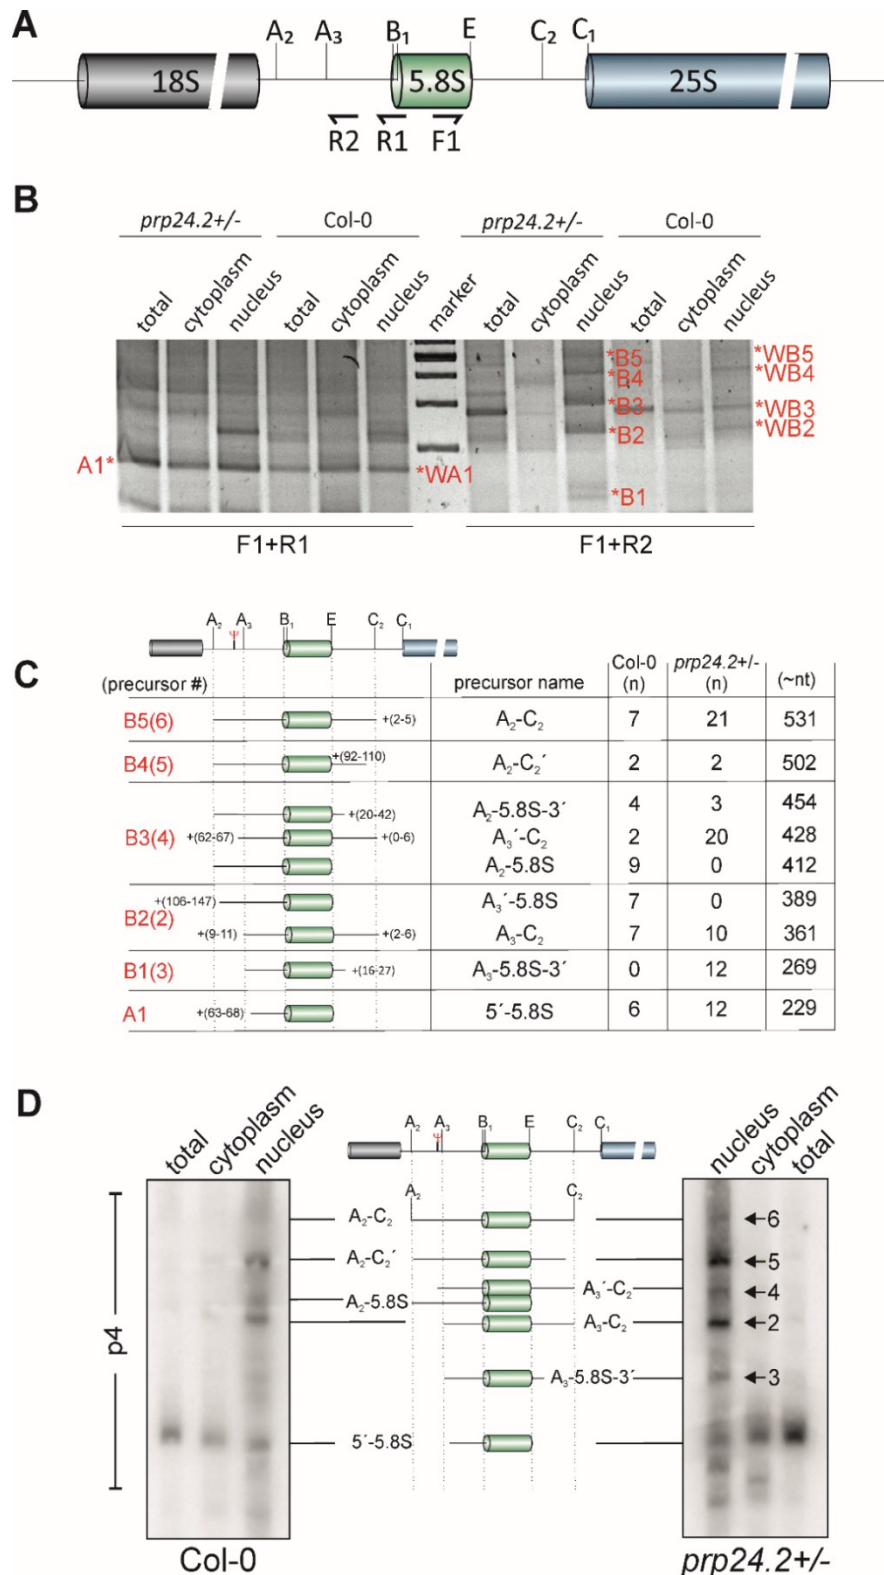 A
A₂ A₃ B₁ E C₂ C₁
18S 5.8S 25S
R2 R1 F1
B
prp24.2+/- Col-0 prp24.2+/- Col-0
total cytoplasm nucleus total cytoplasm nucleus marker total cytoplasm nucleus total cytoplasm nucleus
*B5 *WB5
*B4 *WB4
*B3 *WB3
*B2 *WB2
A1* *WA1
*B1
F1+R1 F1+R2
A₂ Ψ A₃ B₁ E C₂ C₁
C
(precursor #) precursor name Col-0 (n) prp24.2+/- (n) (~nt)
B5(6) +(2-5) A₂-C₂ 7 21 531
B4(5) +(92-110) A₂-C₂´ 2 2 502
+(20-42) A₂-5.8S-3´ 4 3 454
B3(4) +(62-67) +(0-6) A₃´-C₂ 2 20 428
A₂-5.8S 9 0 412
+(106-147) A₃´-5.8S 7 0 389
B2(2) +(9-11) +(2-6) A₃-C₂ 7 10 361
B1(3) +(16-27) A₃-5.8S-3´ 0 12 269
A1 +(63-68) 5´-5.8S 6 12 229
D
total cytoplasm nucleus
A₂ Ψ A₃ B₁ E C₂ C₁
nucleus cytoplasm total
A₂ C₂
A₂-C₂ 6
A₂-C₂´ 5
A₃´-C₂ 4
A₂-5.8S
A₃-C₂ 2
p4
A₃-5.8S-3´ 3
5´-5.8S
Col-0 prp24.2+/-